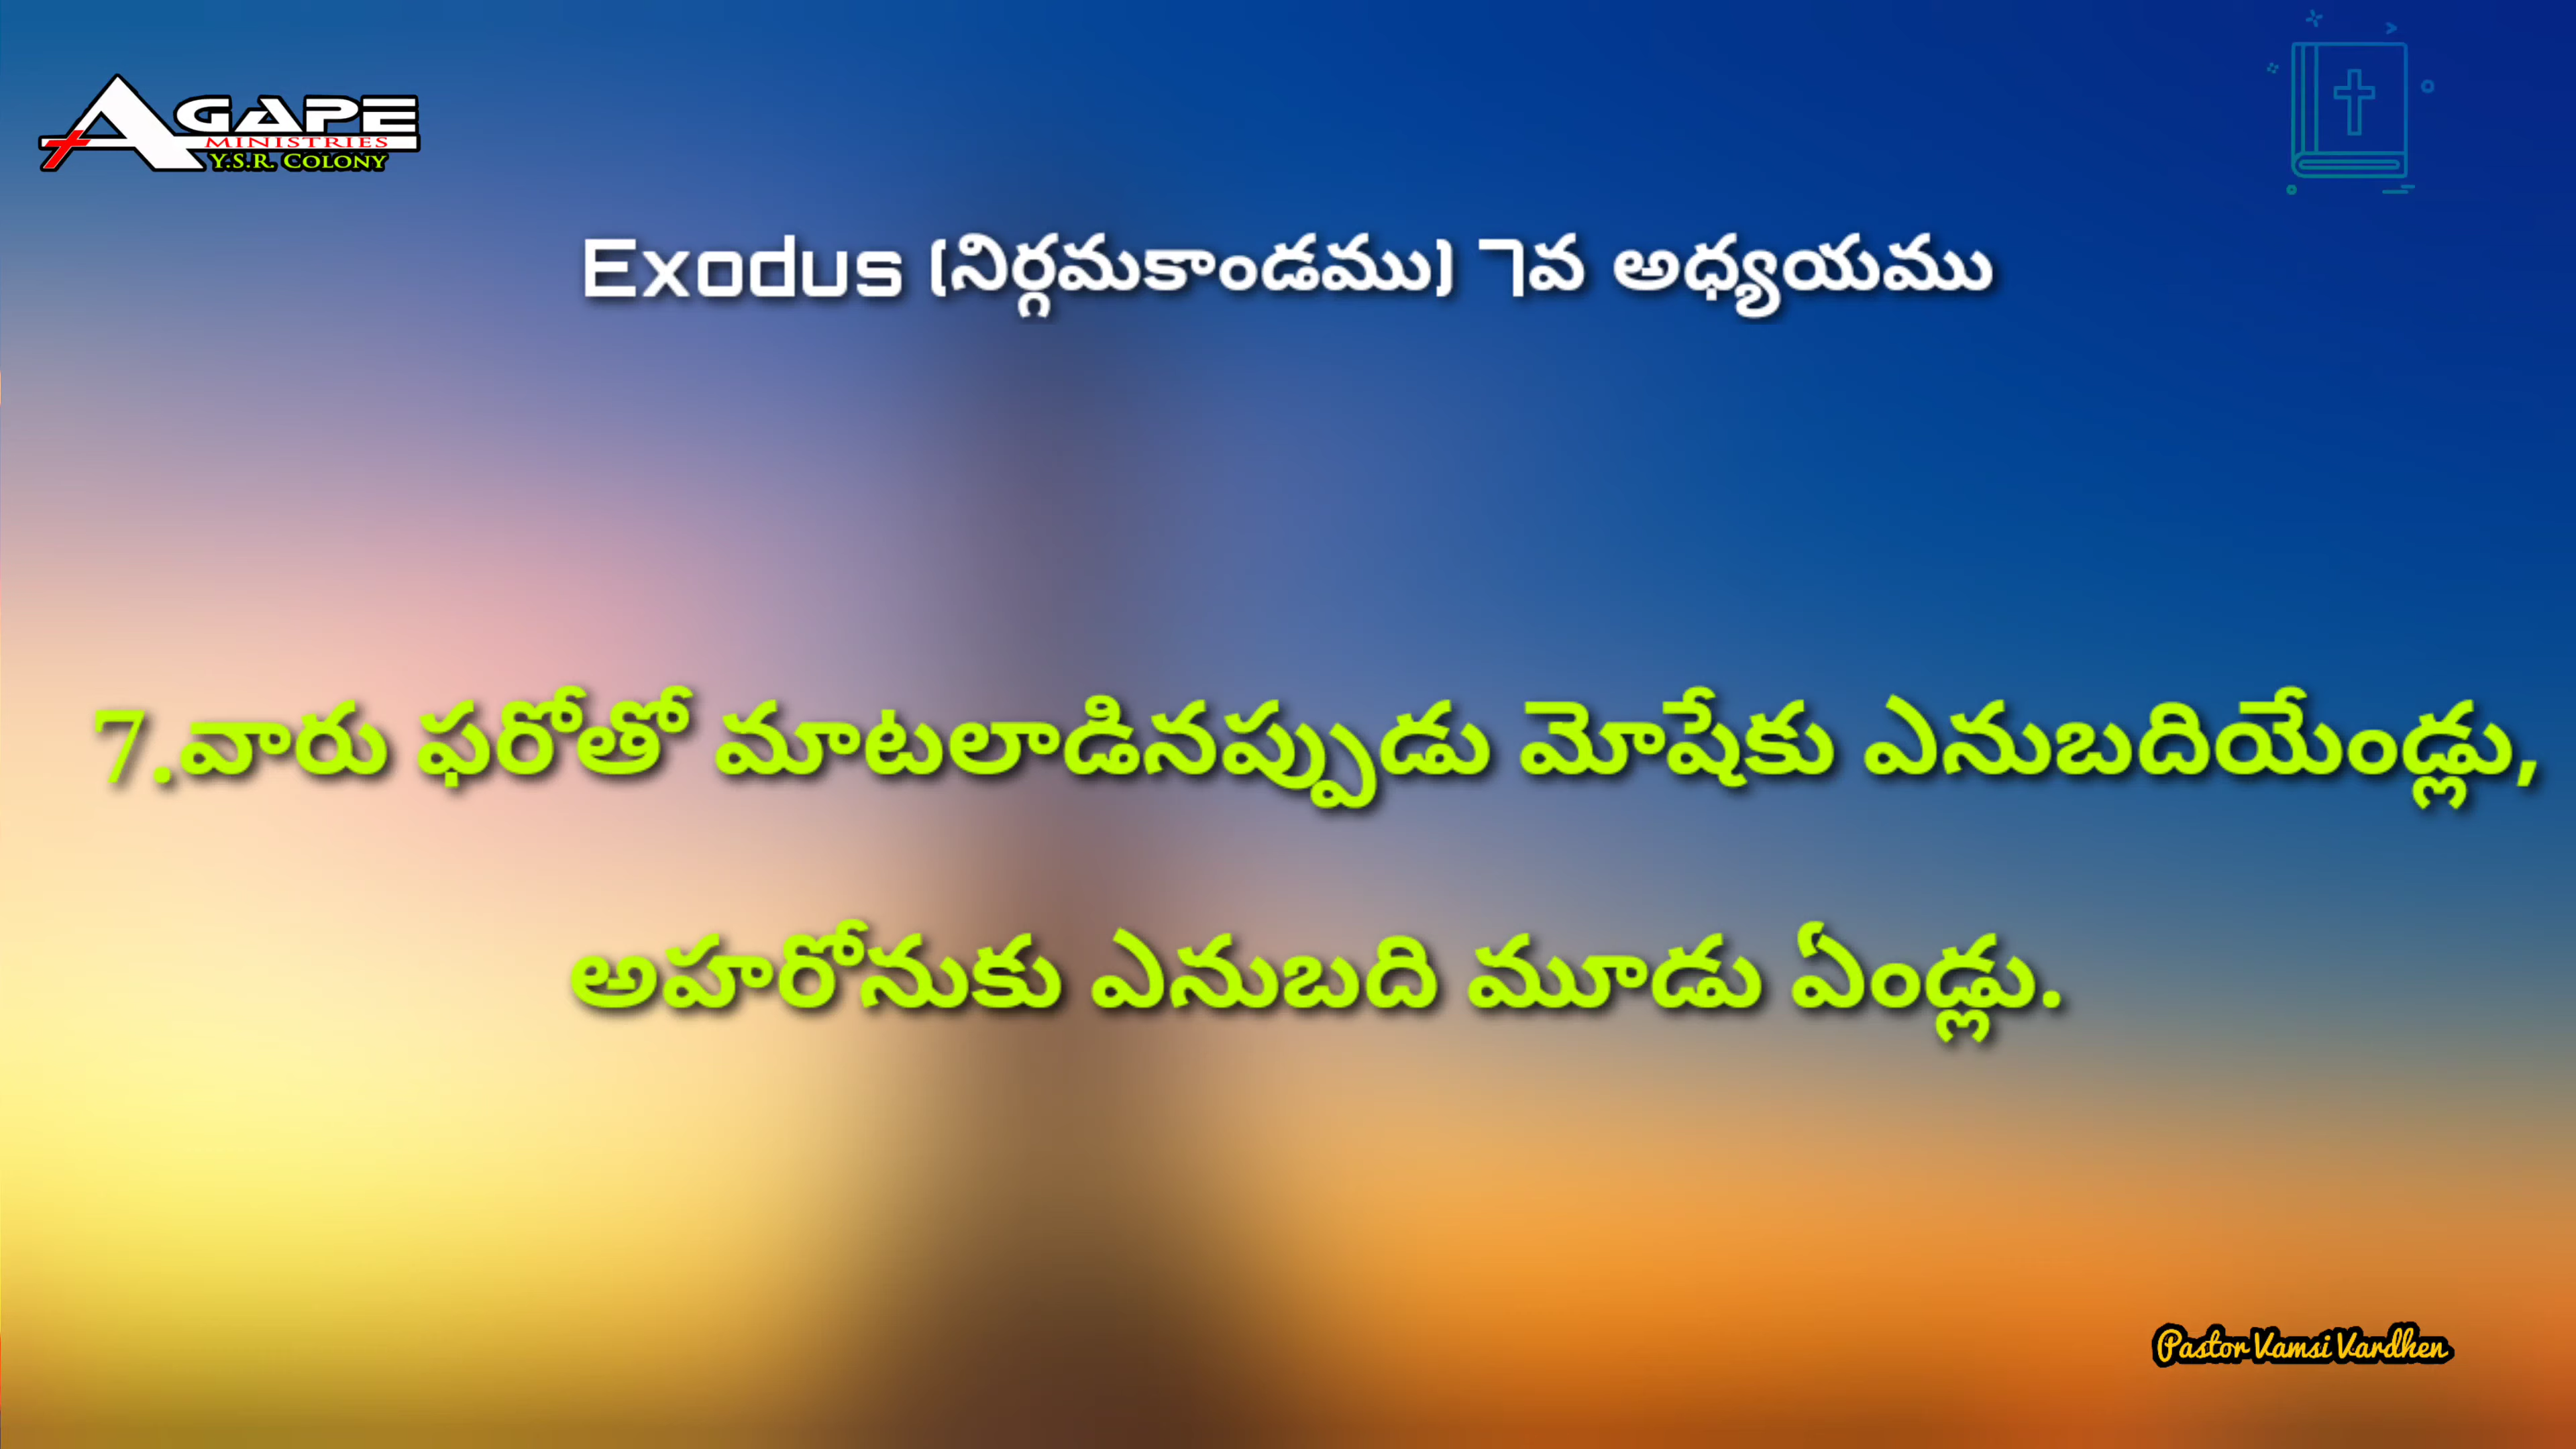 AGAPE
MINISTRIES
Y.S.R. COLONY
Exodus (నిర్గమకాండము) 7వ అధ్యయము
7.వారు ఫరోతో మాటలాడినప్పుడు మోషేకు ఎనుబదియేండ్లు,
అహరోనుకు ఎనుబది మూడు ఏండ్లు.
Pastor Vamsi Vardhen